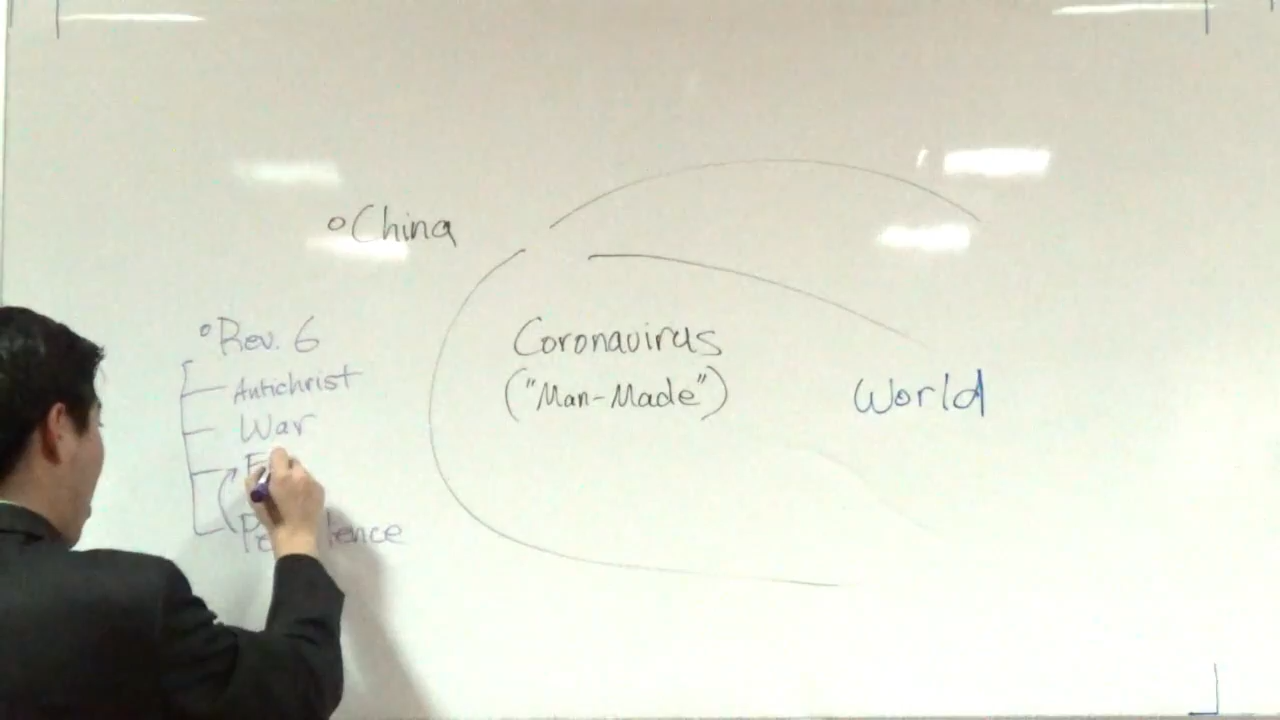 China
Rev. 6
Antichrist
War
Coronavirus
("Man-Made")
World